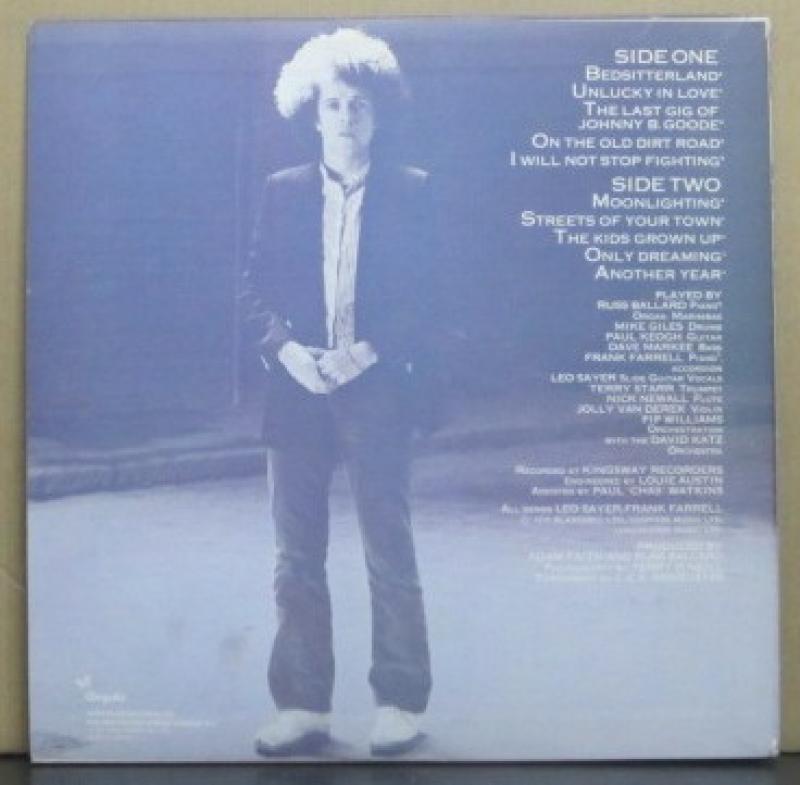 SIDE ONE
BEDSITTERLAND*
UNLUCKY IN LOVE*
THE LAST GIG OF
JOHNNY B. GOODE*
ON THE OLD DIRT ROAD*
I WILL NOT STOP FIGHTING*
SIDE TWO
MOONLIGHTING*
STREETS OF YOUR TOWN*
THE KIDS GROWN UP*
ONLY DREAMING*
ANOTHER YEAR*
PLAYED BY
RUSS BALLARD PIANO*
ORGAN MARIMBAS
MIKE GILES DRUMS
PAUL KEOGH GUITAR
DAVE MARKEE BASS
FRANK FARRELL PIANO*,
ACCORDION
LEO SAYER SLIDE GUITAR VOCALS
TERRY STARR TRUMPET
NICK NEWALL FLUTE
JOLLY VAN DEREK VIOLIN
PIP WILLIAMS
ORCHESTRATION
WITH THE DAVID KATZ
ORCHESTRA
RECORDED AT KINGSWAY RECORDERS
ENGINEERED BY LOUIE AUSTIN
ASSISTED BY PAUL 'CHAS' WATKINS
ALL SONGS LEO SAYER/FRANK FARRELL
PRODUCED BY
ADAM FAITH AND RUSS BALLARD
PHOTOGRAPHY BY TERRY O'NEILL
Chrysalis